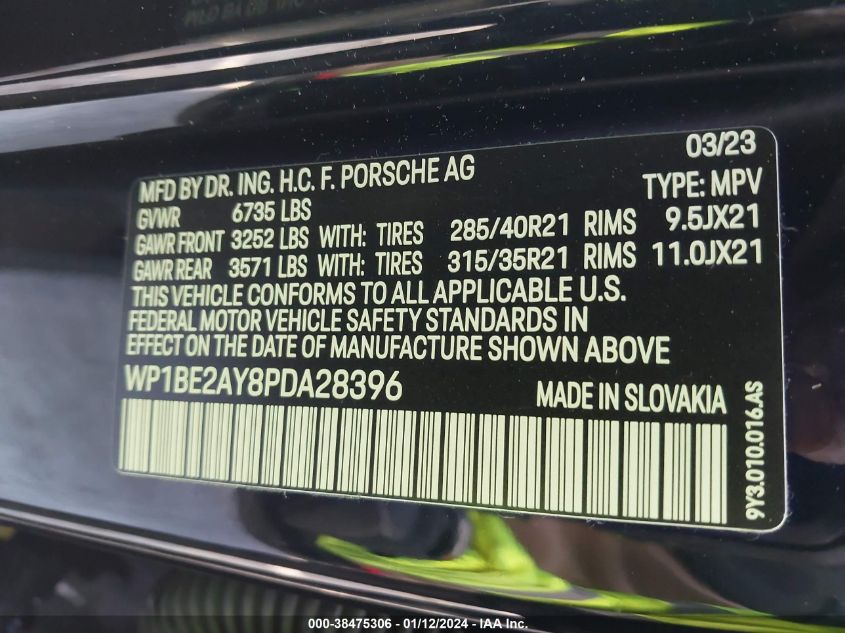 03/23
MFD BY DR. ING. H.C. F. PORSCHE AG TYPE: MPV
GVWR 6735 LBS
GAWR FRONT 3252 LBS WITH: TIRES 285/40R21 RIMS 9.5JX21
GAWR REAR 3571 LBS WITH: TIRES 315/35R21 RIMS 11.0JX21
THIS VEHICLE CONFORMS TO ALL APPLICABLE U.S.
FEDERAL MOTOR VEHICLE SAFETY STANDARDS IN
EFFECT ON THE DATE OF MANUFACTURE SHOWN ABOVE
WP1BE2AY8PDA28396 MADE IN SLOVAKIA
9Y3.010.016.AS
000-38475306 - 01/12/2024 - IAA Inc.